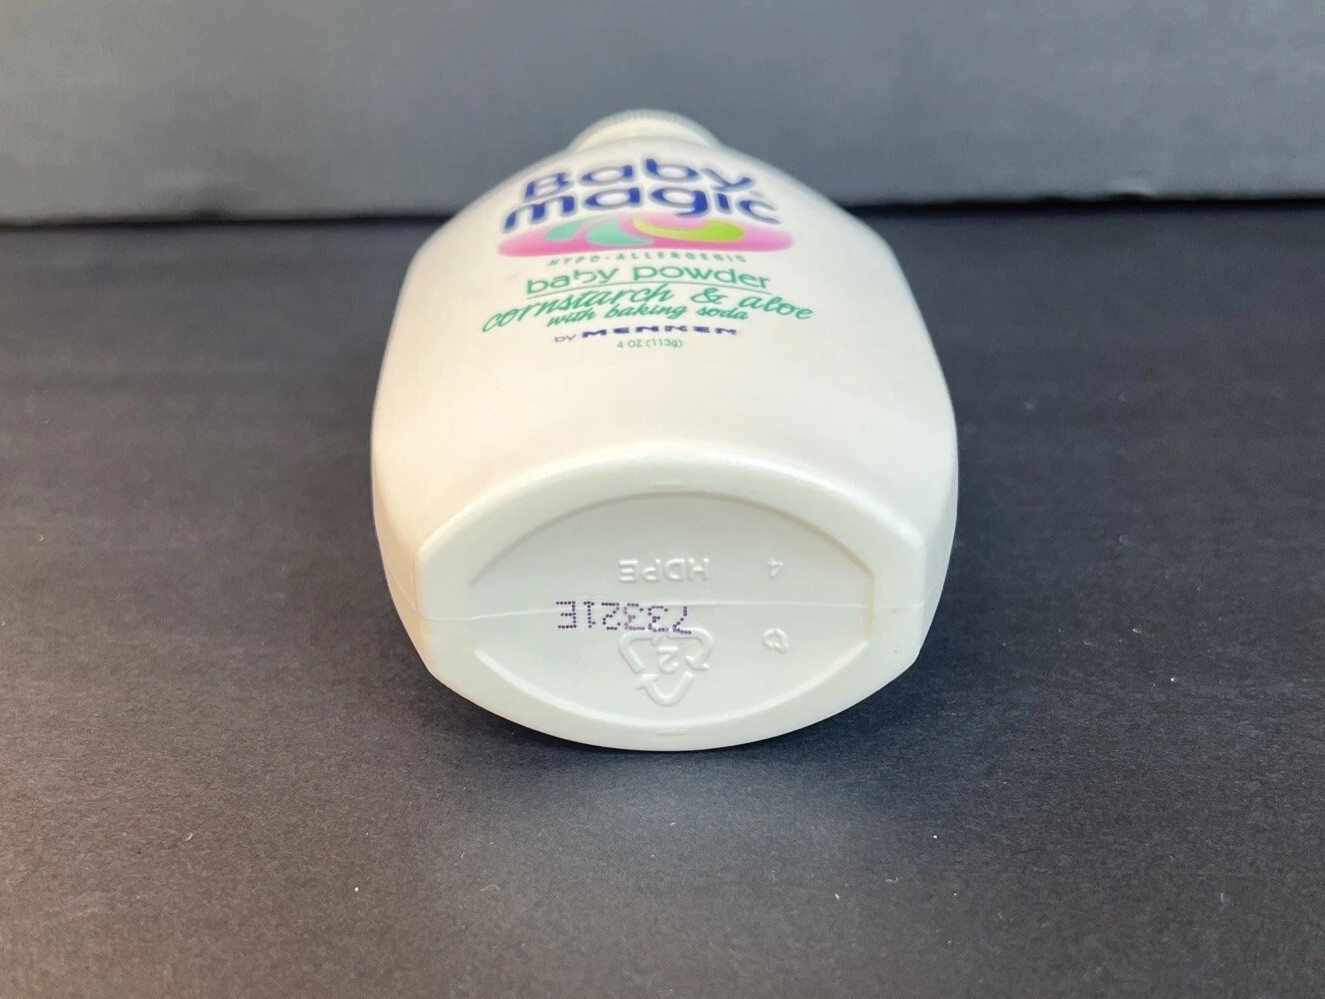 Baby
magic
HYPO-ALLERGENIC
baby powder
cornstarch & aloe
with baking soda
BY MENNEN
4 OZ (113g)
4 HDPE
73321E
2